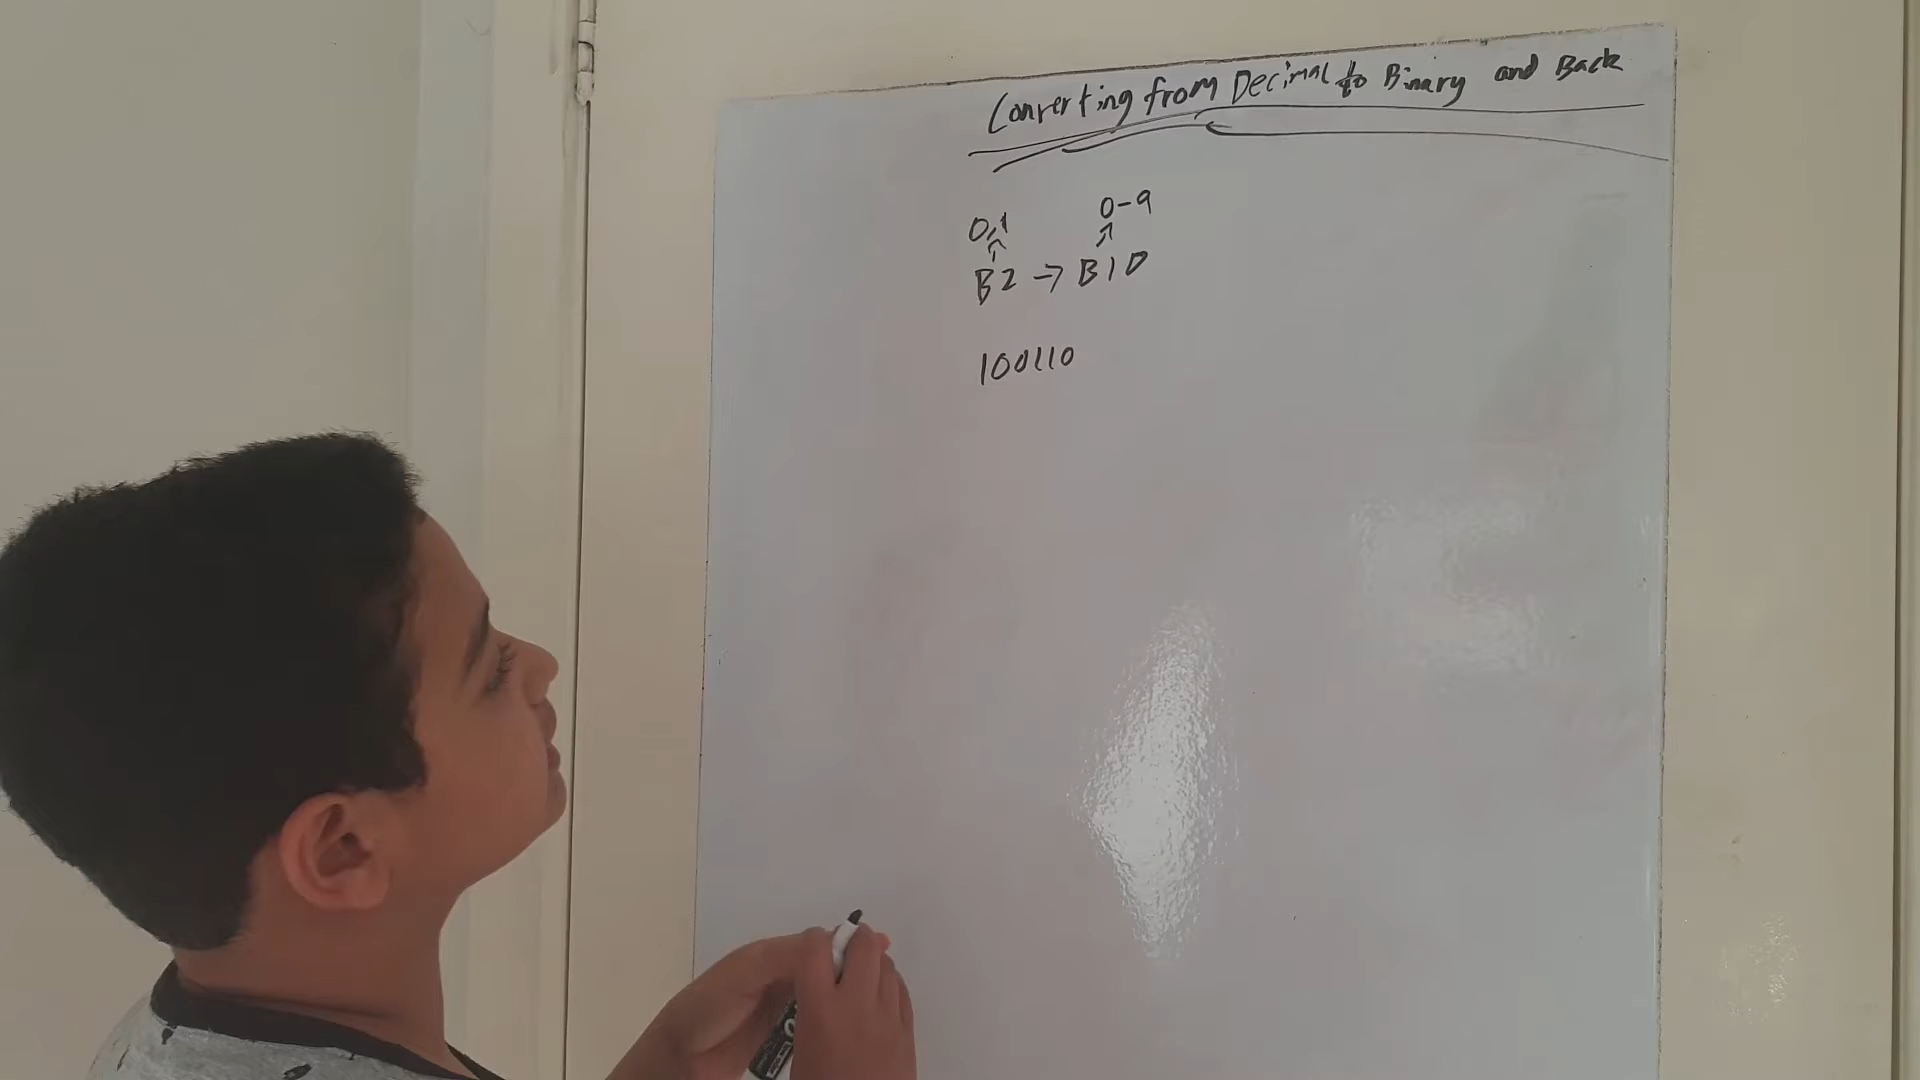 Converting from Decimal to Binary and Back
0,1 0-9
B2 → B10
100110